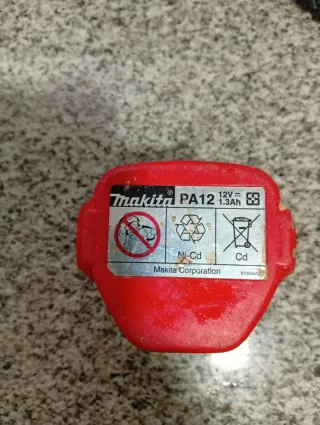 makita PA12 12V 1.3Ah
Ni-Cd Cd
Makita Corporation